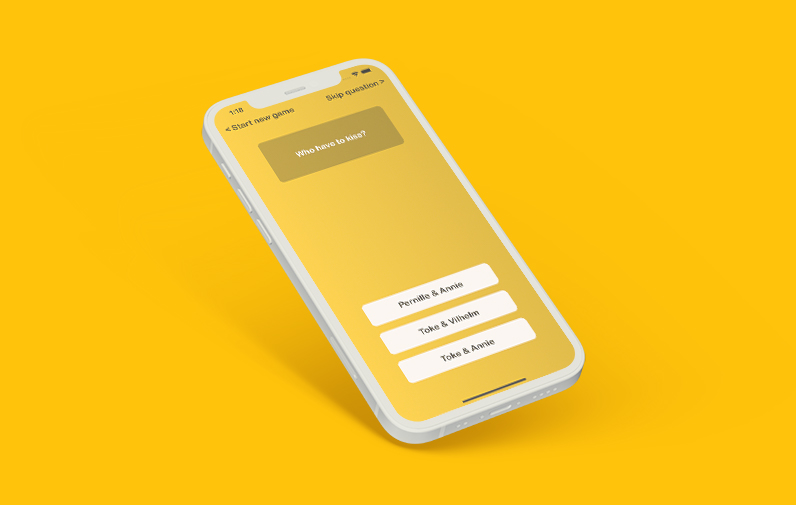 1:18
< Start new game
Skip question >
Who have to kiss?
Pernille & Annie
Toke & Vilhelm
Toke & Annie